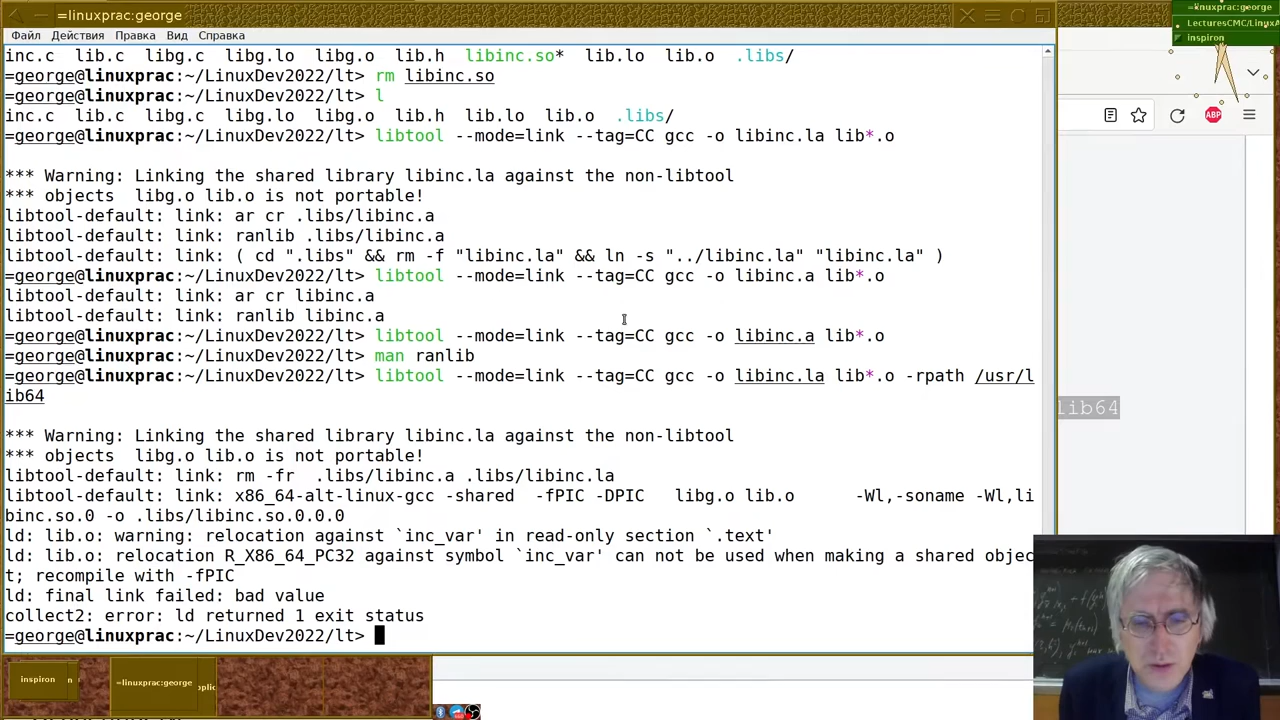 =linuxprac:george
=linuxprac:george
LecturesCMC/LinuxA
inspiron
Файл Действия Правка Вид Справка
inc.c lib.c libg.c libg.lo libg.o lib.h libinc.so* lib.lo lib.o .libs/
=george@linuxprac:~/LinuxDev2022/lt> rm libinc.so
=george@linuxprac:~/LinuxDev2022/lt> l
inc.c lib.c libg.c libg.lo libg.o lib.h lib.lo lib.o .libs/
=george@linuxprac:~/LinuxDev2022/lt> libtool --mode=link --tag=CC gcc -o libinc.la lib*.o
*** Warning: Linking the shared library libinc.la against the non-libtool
*** objects  libg.o lib.o is not portable!
libtool-default: link: ar cr .libs/libinc.a
libtool-default: link: ranlib .libs/libinc.a
libtool-default: link: ( cd ".libs" && rm -f "libinc.la" && ln -s "../libinc.la" "libinc.la" )
=george@linuxprac:~/LinuxDev2022/lt> libtool --mode=link --tag=CC gcc -o libinc.a lib*.o
libtool-default: link: ar cr libinc.a
libtool-default: link: ranlib libinc.a
=george@linuxprac:~/LinuxDev2022/lt> libtool --mode=link --tag=CC gcc -o libinc.a lib*.o
=george@linuxprac:~/LinuxDev2022/lt> man ranlib
=george@linuxprac:~/LinuxDev2022/lt> libtool --mode=link --tag=CC gcc -o libinc.la lib*.o -rpath /usr/l
ib64
*** Warning: Linking the shared library libinc.la against the non-libtool
*** objects  libg.o lib.o is not portable!
libtool-default: link: rm -fr  .libs/libinc.a .libs/libinc.la
libtool-default: link: x86_64-alt-linux-gcc -shared  -fPIC -DPIC   libg.o lib.o      -Wl,-soname -Wl,li
binc.so.0 -o .libs/libinc.so.0.0.0
ld: lib.o: warning: relocation against `inc_var' in read-only section `.text'
ld: lib.o: relocation R_X86_64_PC32 against symbol `inc_var' can not be used when making a shared objec
t; recompile with -fPIC
ld: final link failed: bad value
collect2: error: ld returned 1 exit status
=george@linuxprac:~/LinuxDev2022/lt>
ABP
lib64
inspiron n
=linuxprac:george pplic